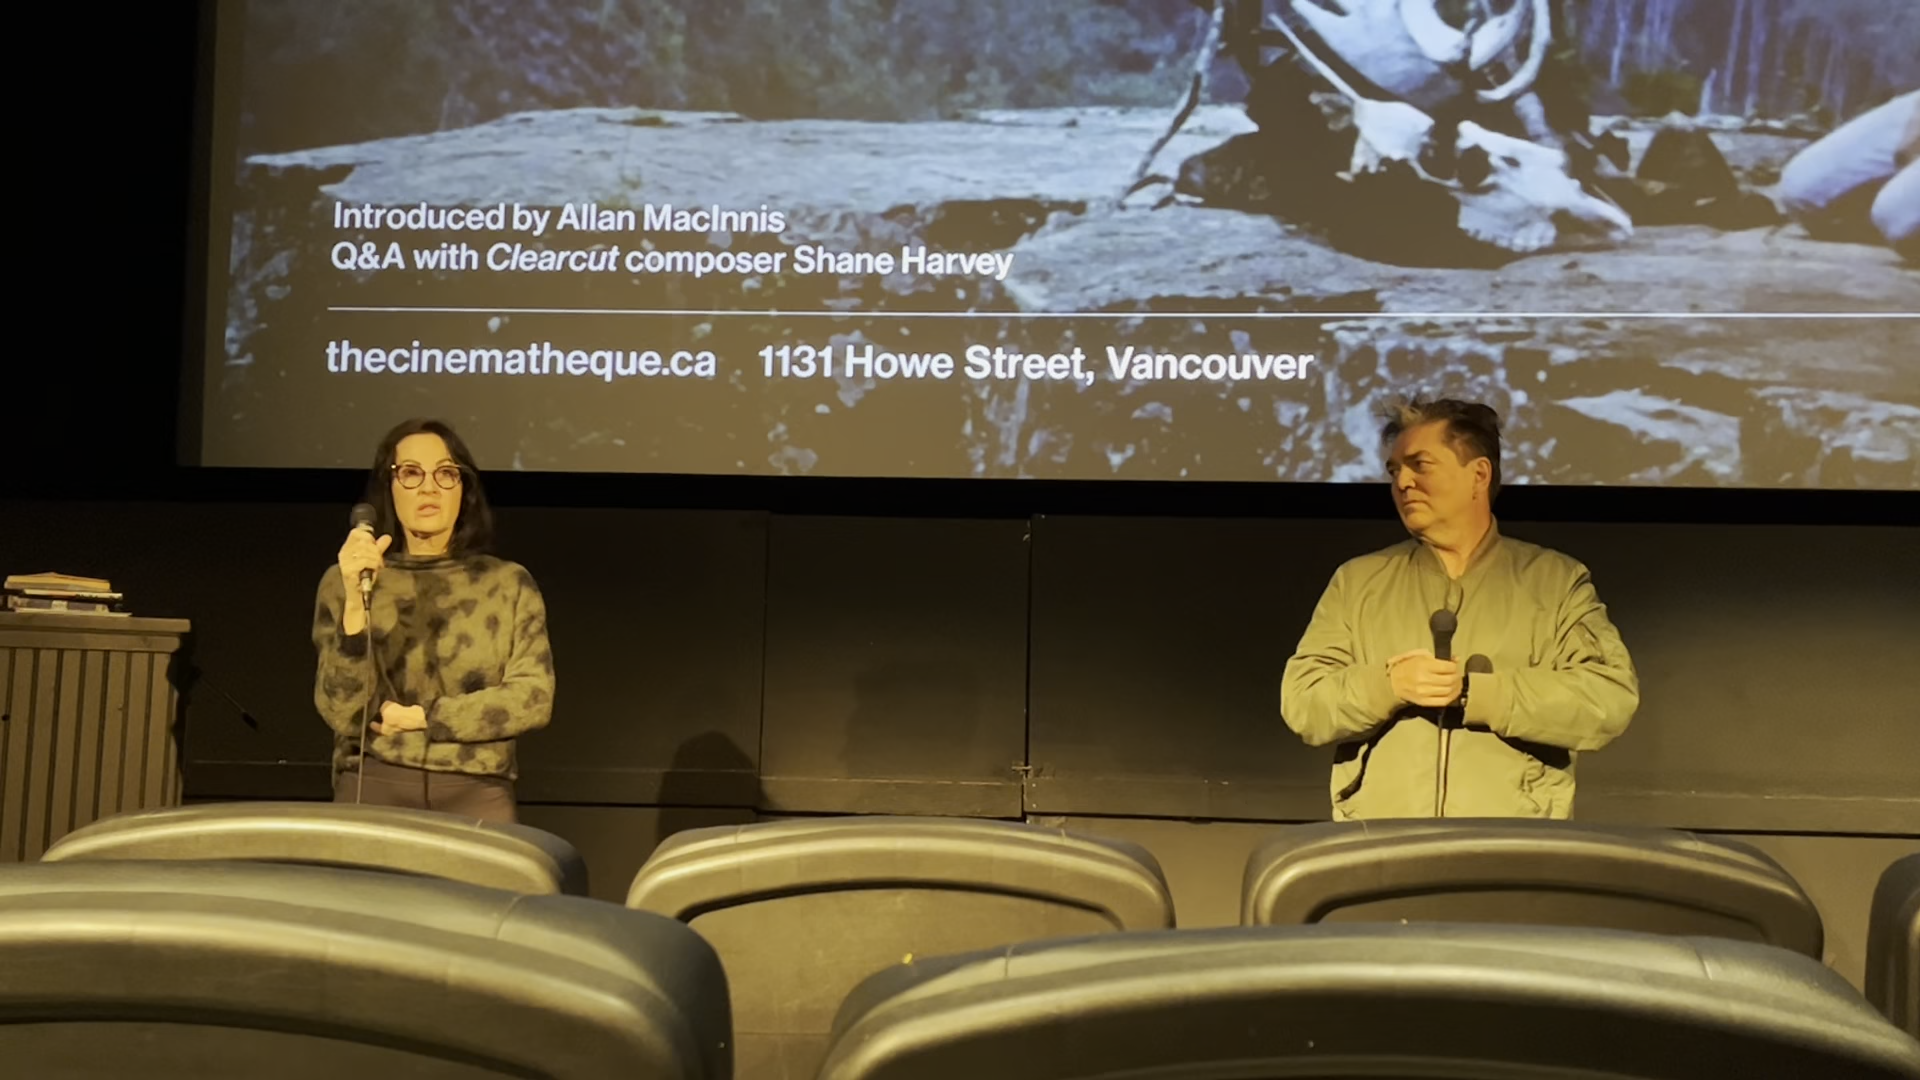 Introduced by Allan MacInnis
Q&A with Clearcut composer Shane Harvey
thecinematheque.ca 1131 Howe Street, Vancouver